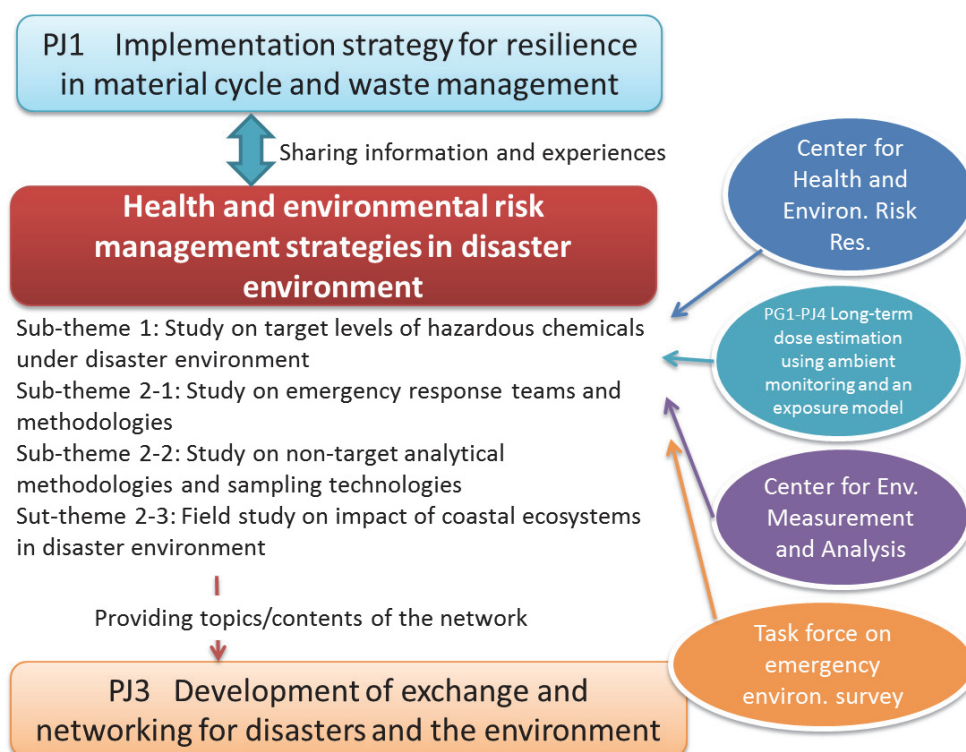 PJ1 Implementation strategy for resilience
in material cycle and waste management
Sharing information and experiences
Health and environmental risk
management strategies in disaster
environment
Sub-theme 1: Study on target levels of hazardous chemicals
under disaster environment
Sub-theme 2-1: Study on emergency response teams and
methodologies
Sub-theme 2-2: Study on non-target analytical
methodologies and sampling technologies
Sut-theme 2-3: Field study on impact of coastal ecosystems
in disaster environment
Providing topics/contents of the network
PJ3 Development of exchange and
networking for disasters and the environment
Center for
Health and
Environ. Risk
Res.
PG1-PJ4 Long-term
dose estimation
using ambient
monitoring and an
exposure model
Center for Env.
Measurement
and Analysis
Task force on
emergency
environ. survey